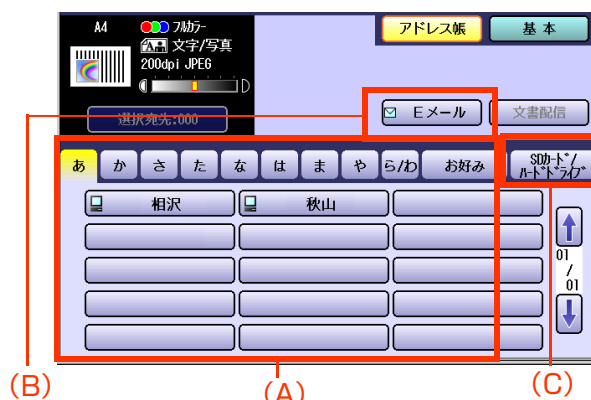 A4 フルカラー
A 文字/写真
200dpi JPEG
D
選択宛先:000
アドレス帳 基本
Eメール 文書配信
あ か さ た な は ま や ら/わ お好み SDカード/
ハードドライブ
相沢 秋山
01
/
01
(B) (A) (C)